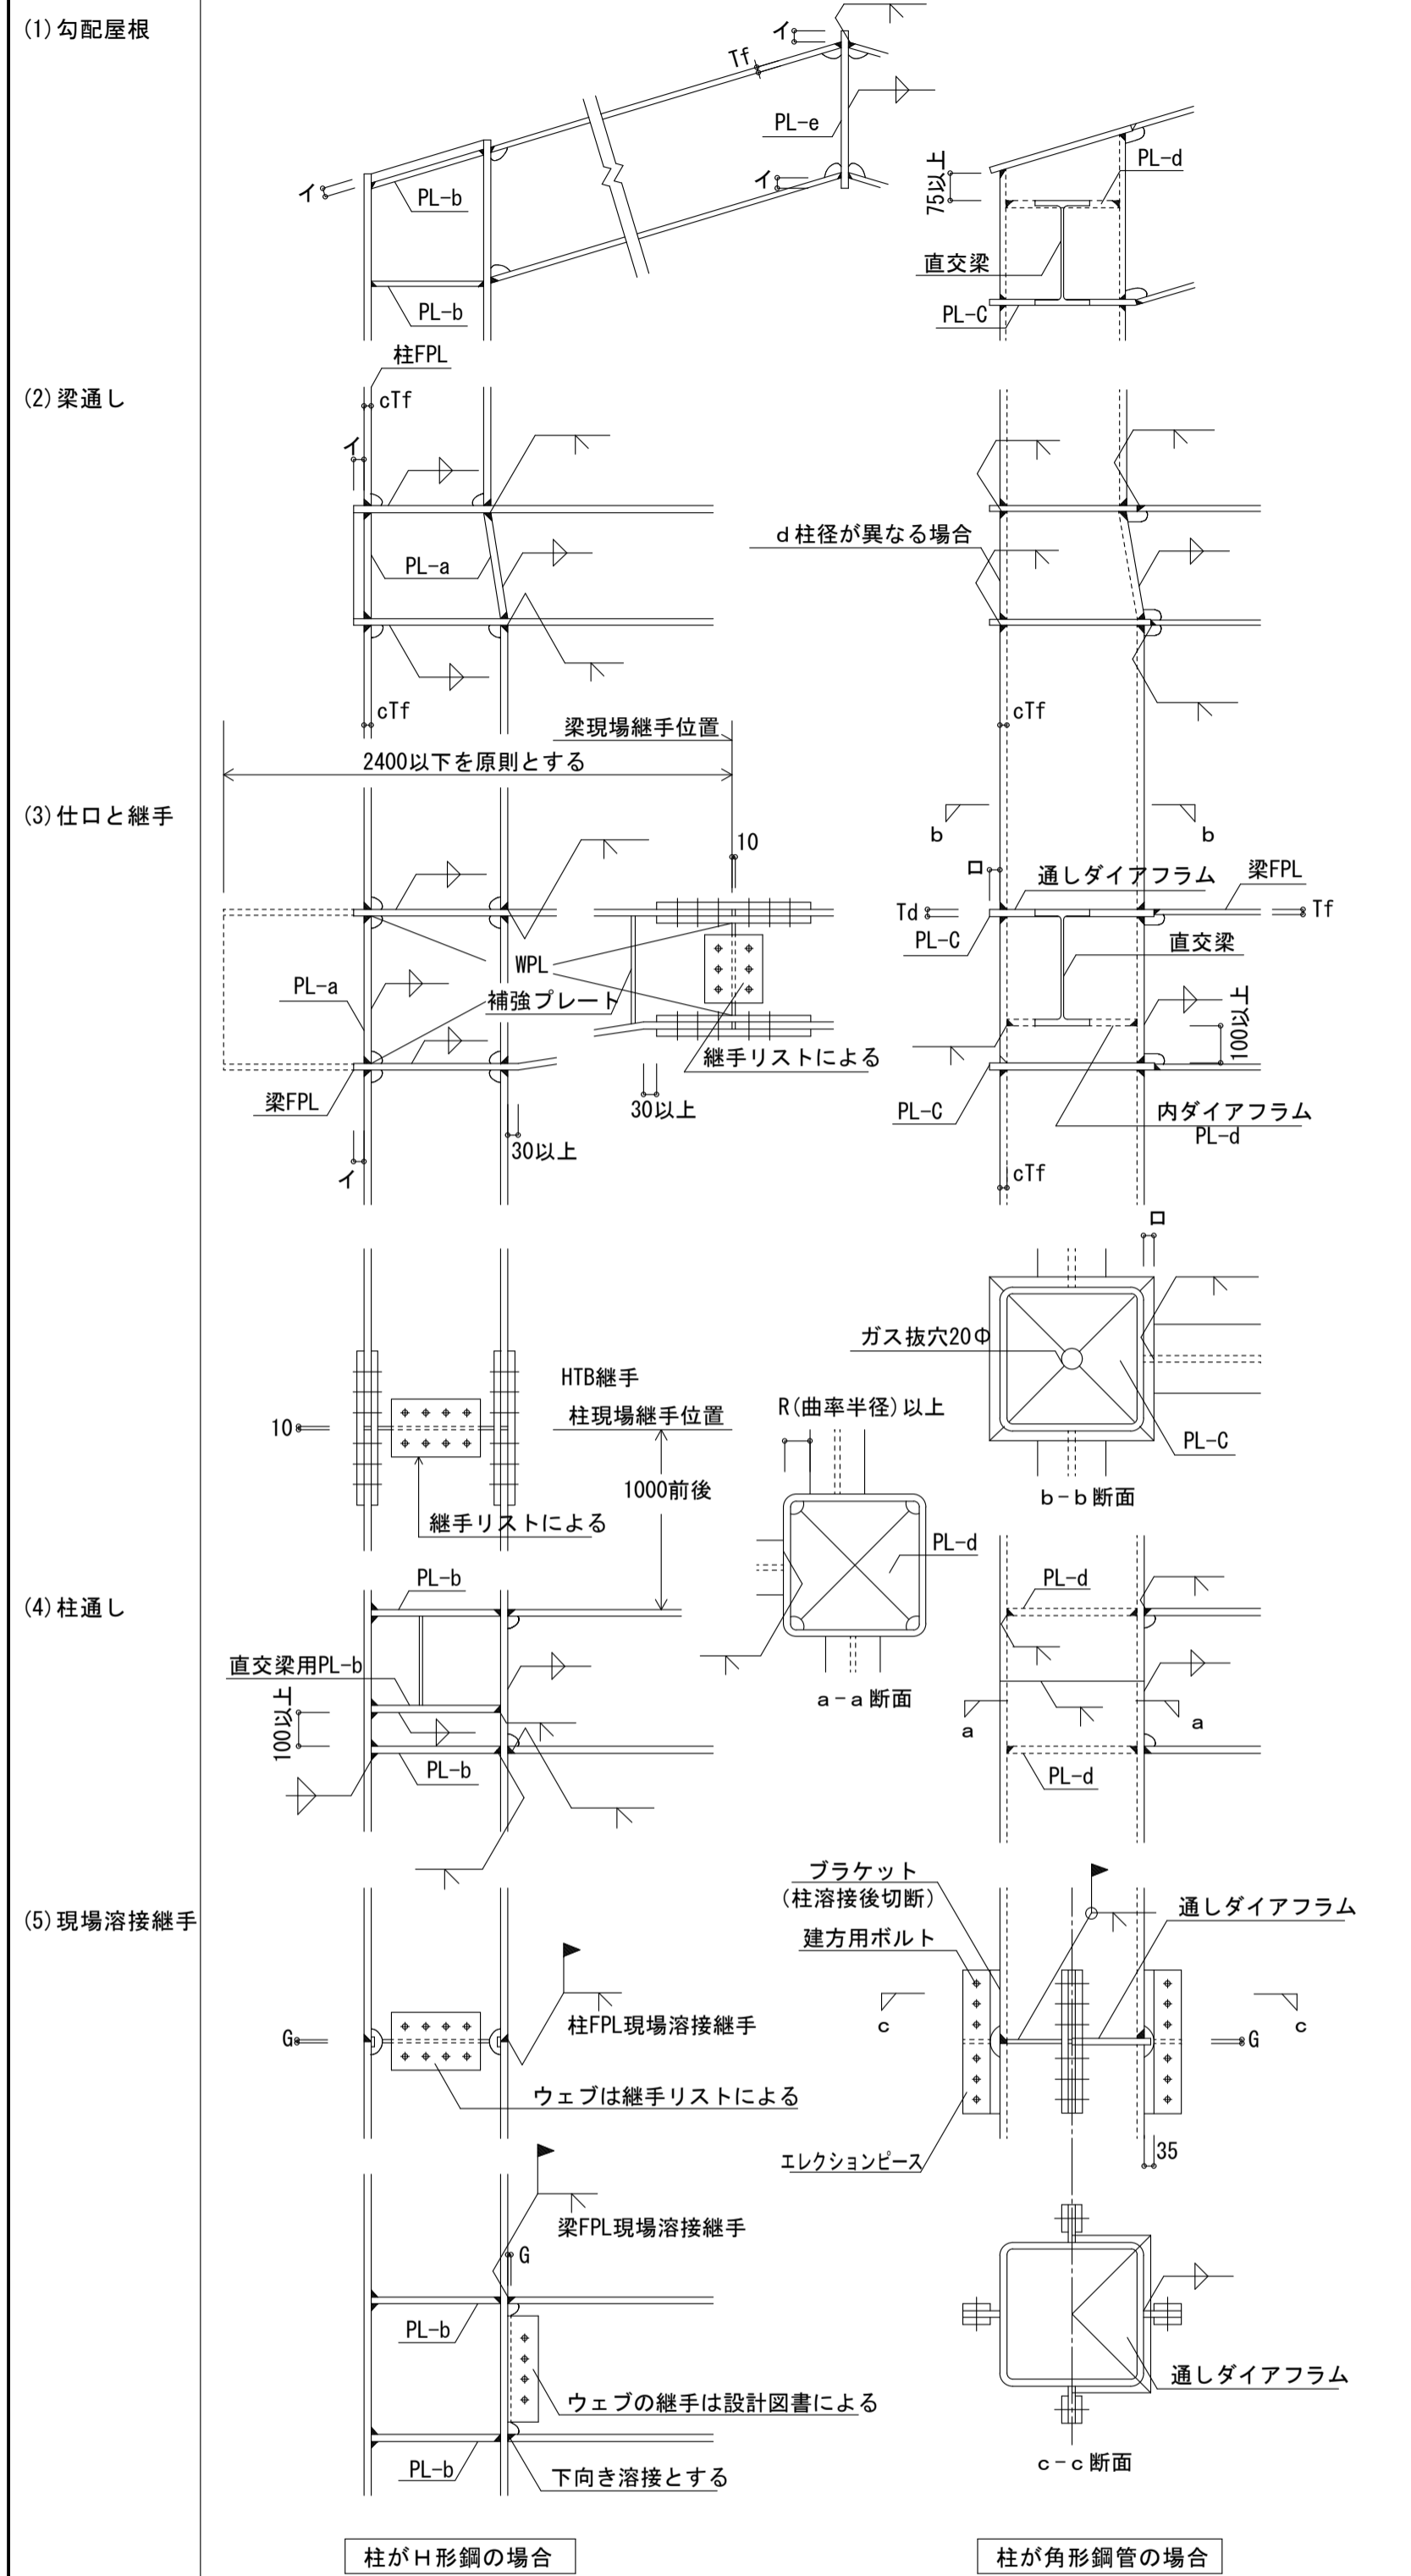 (1)勾配屋根
イ
Tf
PL-e
イ
イ
PL-b
PL-b
75以上
PL-d
直交梁
PL-C
(2)梁通し
柱FPL
cTf
イ
PL-a
cTf
d柱径が異なる場合
cTf
梁現場継手位置
2400以下を原則とする
(3)仕口と継手
10
WPL
PL-a
補強プレート
継手リストによる
梁FPL
30以上
30以上
イ
b
b
ロ
通しダイアフラム
梁FPL
Td
Tf
PL-C
直交梁
100以上
PL-C
内ダイアフラム
PL-d
cTf
ロ
HTB継手
柱現場継手位置
10
1000前後
継手リストによる
ガス抜穴20Φ
R(曲率半径)以上
PL-C
b-b断面
PL-d
a-a断面
(4)柱通し
PL-b
直交梁用PL-b
100以上
PL-b
PL-d
a
a
PL-d
(5)現場溶接継手
G
柱FPL現場溶接継手
ウェブは継手リストによる
ブラケット
(柱溶接後切断)
建方用ボルト
通しダイアフラム
c
c
G
エレクションピース
35
梁FPL現場溶接継手
G
PL-b
ウェブの継手は設計図書による
PL-b
下向き溶接とする
通しダイアフラム
c-c断面
柱がH形鋼の場合
柱が角形鋼管の場合